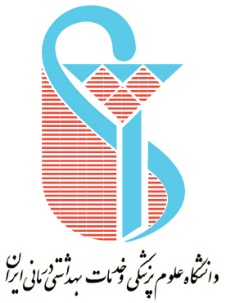 دانشگاه علوم پزشکی و خدمات بهداشتی درمانی ایران